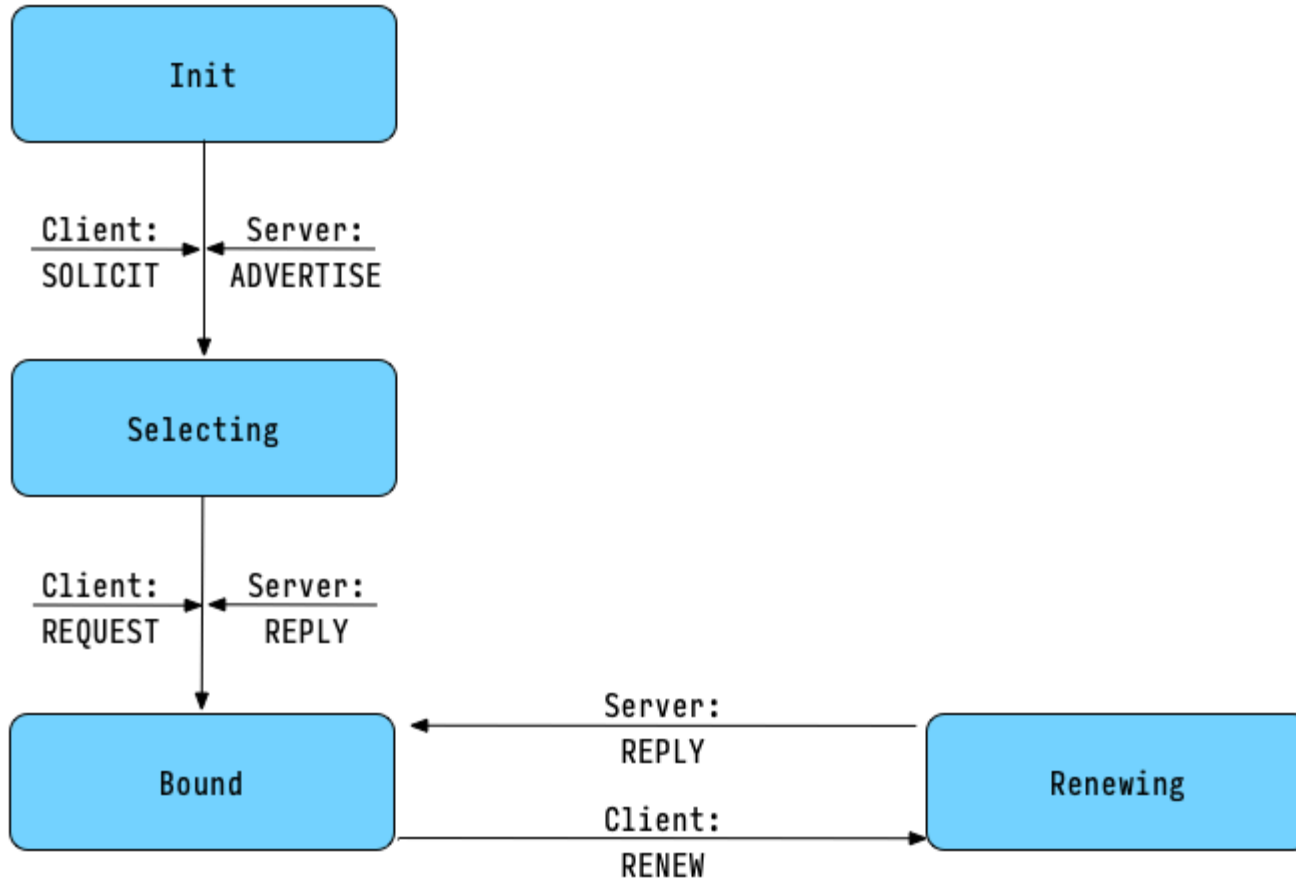 Init
Client:
SOLICIT
Server:
ADVERTISE
Selecting
Client:
REQUEST
Server:
REPLY
Bound
Server:
REPLY
Client:
RENEW
Renewing